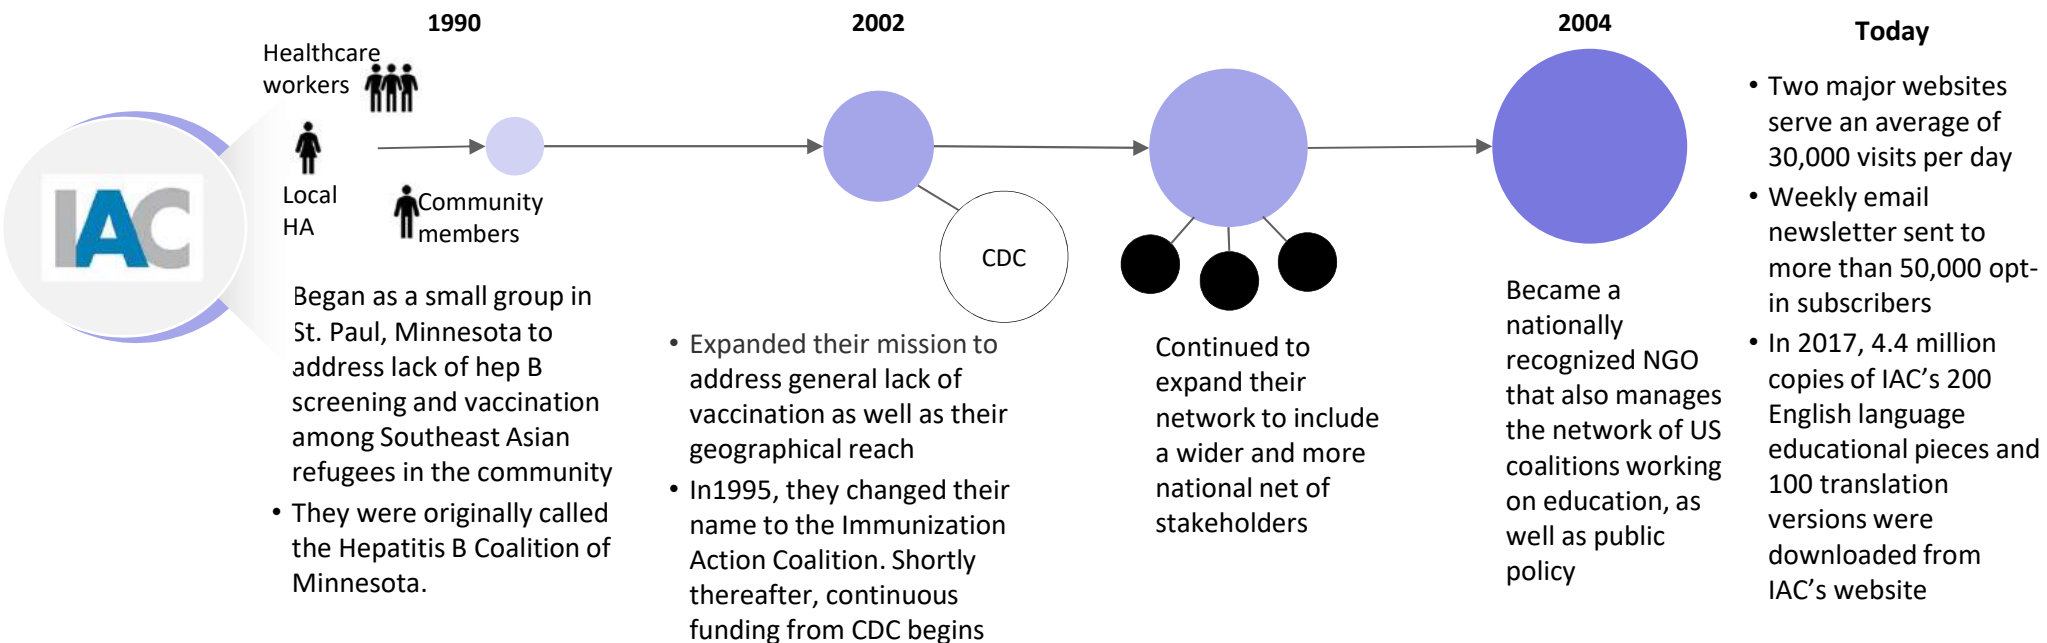 IAC
1990
Healthcare
workers
Local
HA
Community
members
Began as a small group in
St. Paul, Minnesota to
address lack of hep B
screening and vaccination
among Southeast Asian
refugees in the community
• They were originally called
the Hepatitis B Coalition of
Minnesota.
2002
CDC
• Expanded their mission to
address general lack of
vaccination as well as their
geographical reach
• In1995, they changed their
name to the Immunization
Action Coalition. Shortly
thereafter, continuous
funding from CDC begins
Continued to
expand their
network to include
a wider and more
national net of
stakeholders
2004
Became a
nationally
recognized NGO
that also manages
the network of US
coalitions working
on education, as
well as public
policy
Today
• Two major websites
serve an average of
30,000 visits per day
• Weekly email
newsletter sent to
more than 50,000 opt-
in subscribers
• In 2017, 4.4 million
copies of IAC’s 200
English language
educational pieces and
100 translation
versions were
downloaded from
IAC’s website